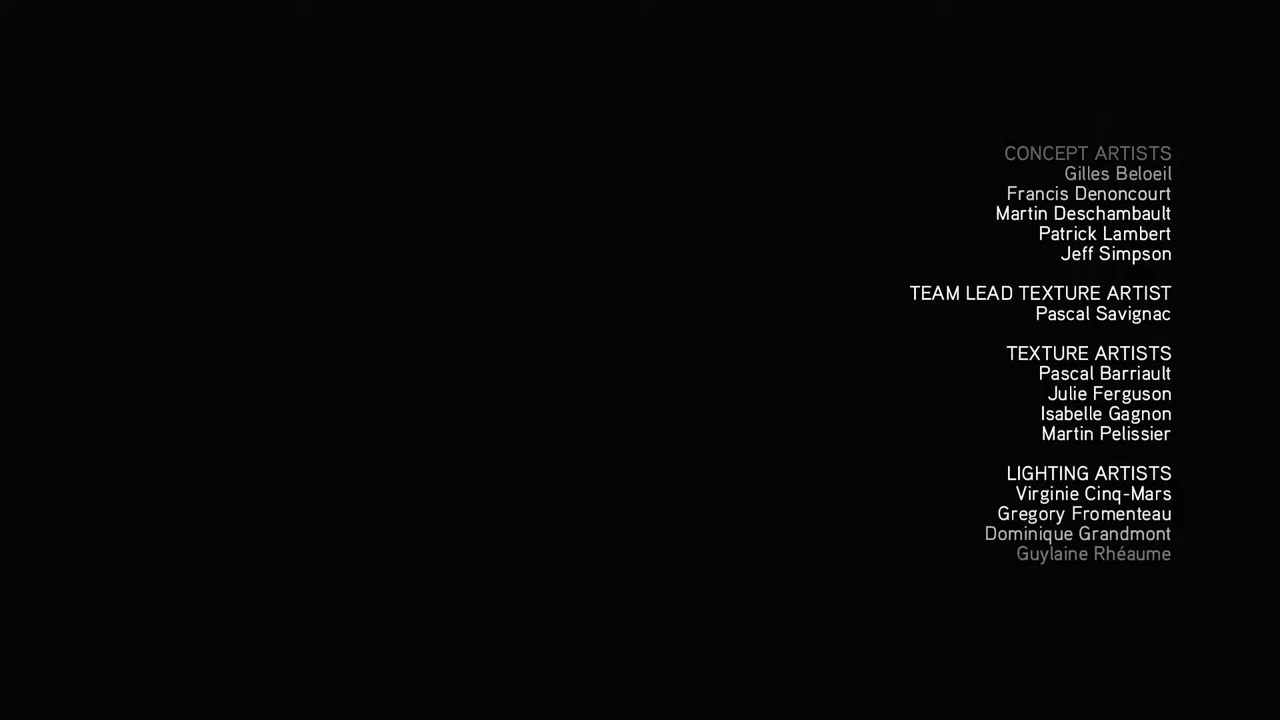 CONCEPT ARTISTS
Gilles Beloeil
Francis Denoncourt
Martin Deschambault
Patrick Lambert
Jeff Simpson
TEAM LEAD TEXTURE ARTIST
Pascal Savignac
TEXTURE ARTISTS
Pascal Barriault
Julie Ferguson
Isabelle Gagnon
Martin Pelissier
LIGHTING ARTISTS
Virginie Cinq-Mars
Gregory Fromenteau
Dominique Grandmont
Guylaine Rhéaume